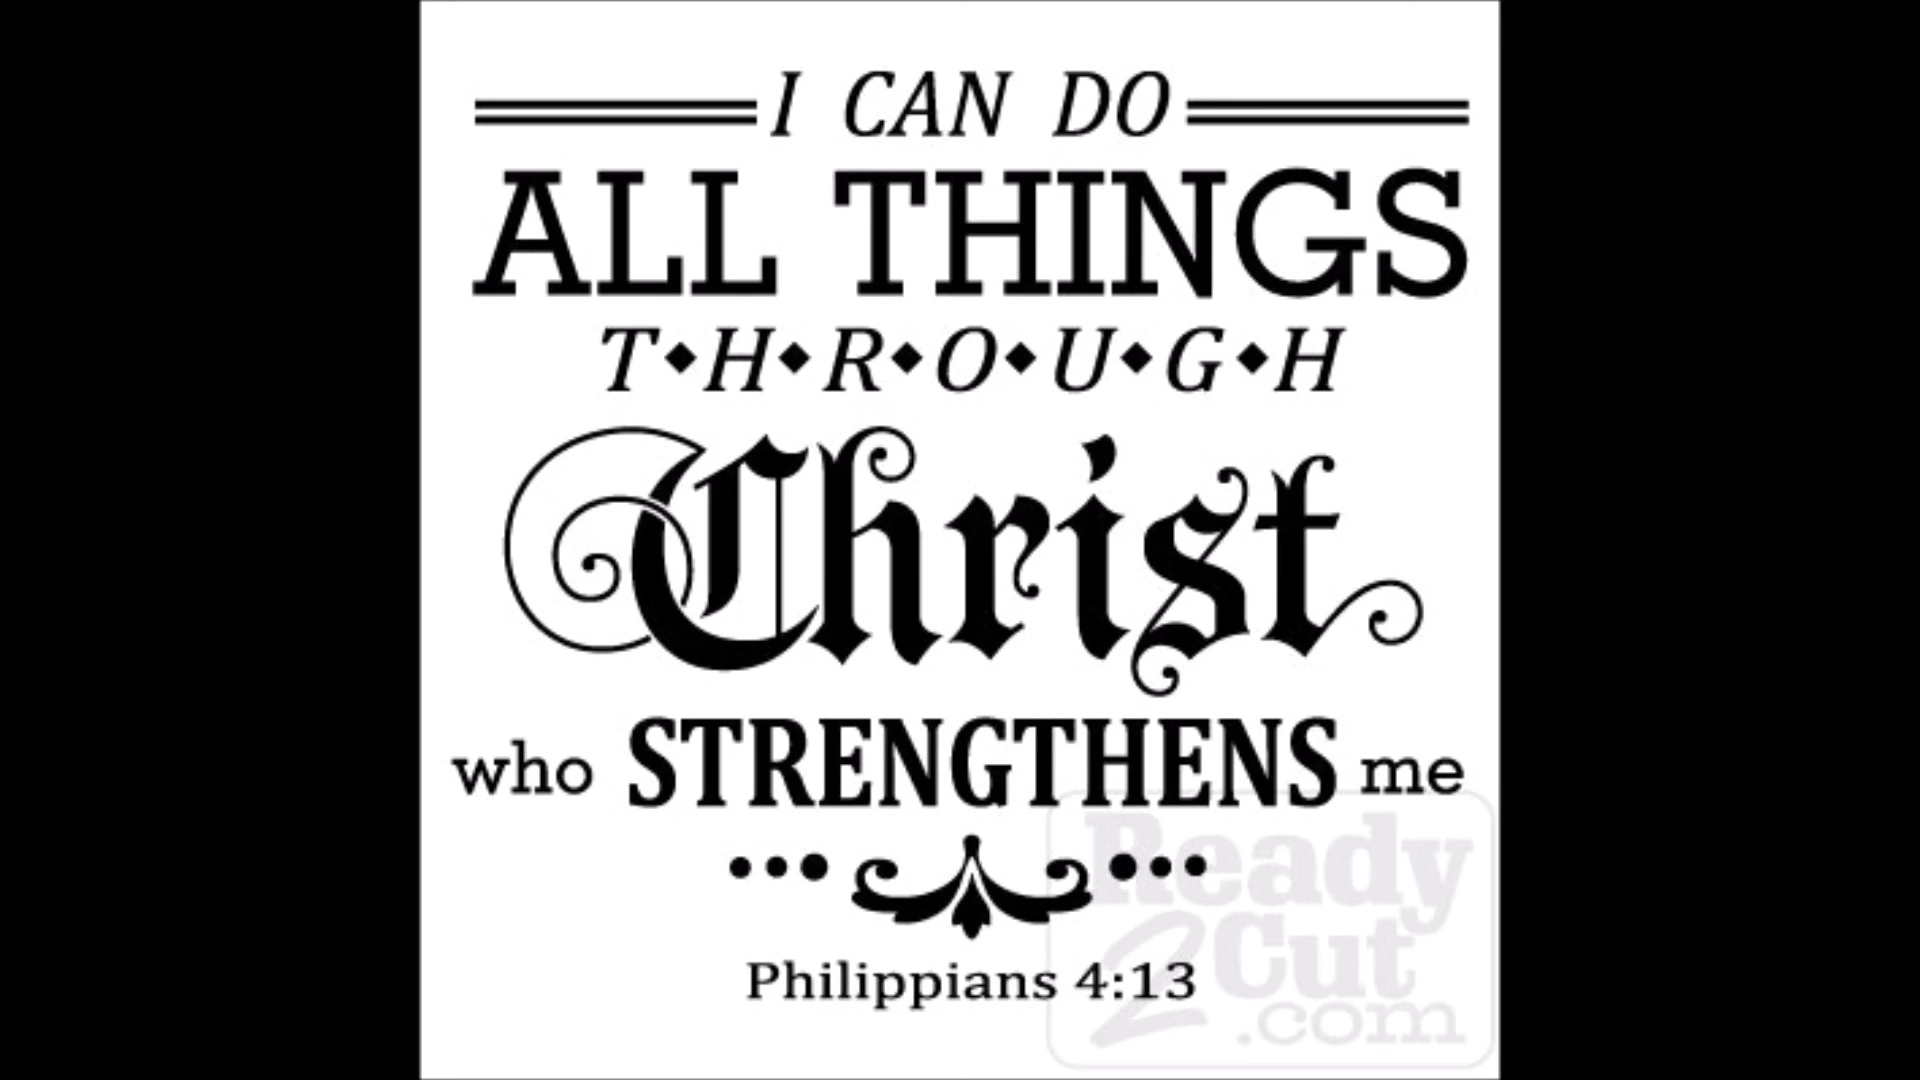 I CAN DO
ALL THINGS
T◆H◆R◆O◆U◆G◆H
Christ
who STRENGTHENS me
Philippians 4:13
Ready
2Cut
.com